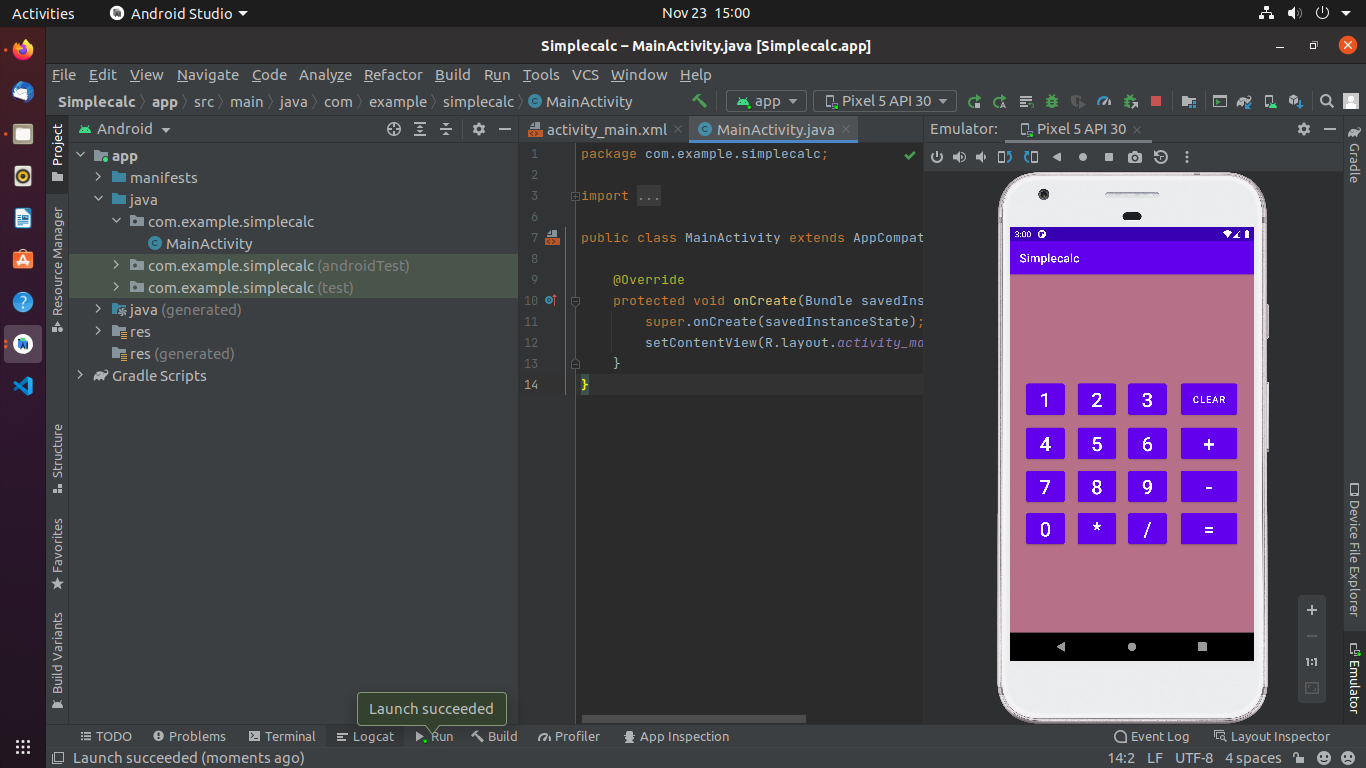 Activities Android Studio Nov 23 15:00
Simplecalc – MainActivity.java [Simplecalc.app]
File Edit View Navigate Code Analyze Refactor Build Run Tools VCS Window Help
Simplecalc app src main java com example simplecalc MainActivity app Pixel 5 API 30
Project
Android
activity_main.xml MainActivity.java
Emulator: Pixel 5 API 30
Gradle
app
manifests
java
com.example.simplecalc
MainActivity
com.example.simplecalc (androidTest)
com.example.simplecalc (test)
java (generated)
res
res (generated)
Gradle Scripts
Resource Manager
Structure
Favorites
Build Variants
1 package com.example.simplecalc;
2
3 import ...
6
7 public class MainActivity extends AppCompat
8
9 @Override
10 protected void onCreate(Bundle savedIns
11 super.onCreate(savedInstanceState);
12 setContentView(R.layout.activity_ma
13 }
14 }
3:00
Simplecalc
1 2 3 CLEAR
4 5 6 +
7 8 9 -
0 * / =
1:1
Device File Explorer
Emulator
Launch succeeded
TODO Problems Terminal Logcat Run Build Profiler App Inspection Event Log Layout Inspector
Launch succeeded (moments ago) 14:2 LF UTF-8 4 spaces